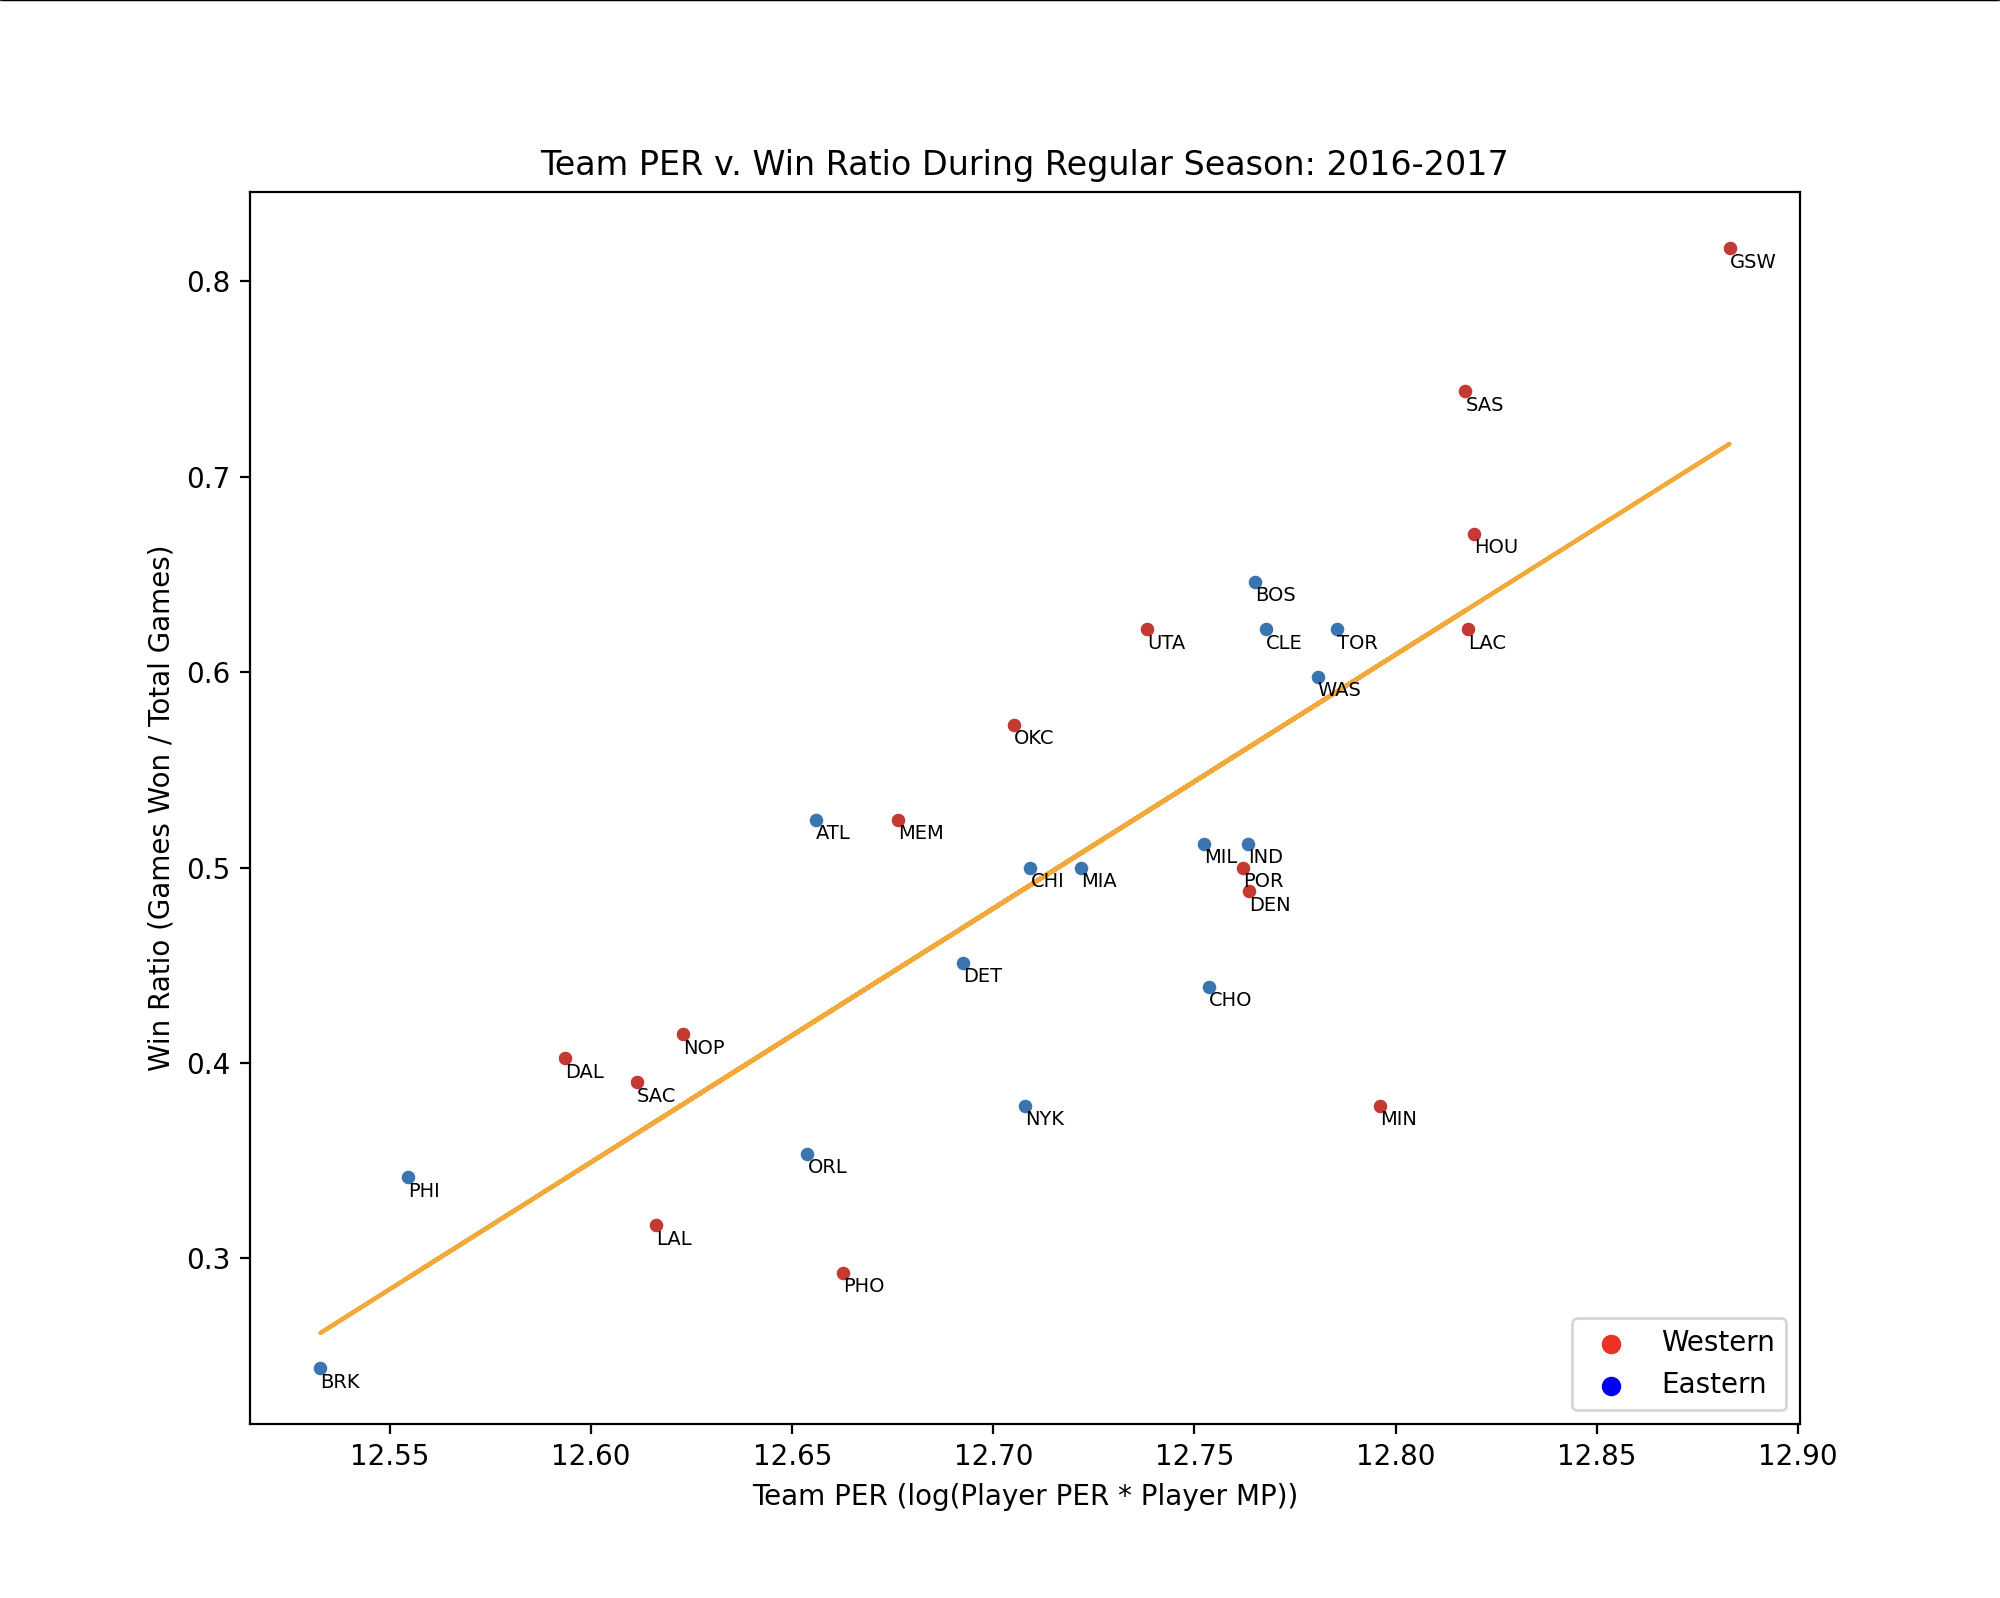 Team PER v. Win Ratio During Regular Season: 2016-2017
Win Ratio (Games Won / Total Games)
0.8
0.7
0.6
0.5
0.4
0.3
GSW
SAS
HOU
BOS
UTA
CLE
TOR
LAC
WAS
OKC
ATL
MEM
MIL
IND
CHI
MIA
POR
DEN
DET
CHO
NOP
DAL
SAC
NYK
MIN
ORL
PHI
LAL
PHO
BRK
Western
Eastern
12.55
12.60
12.65
12.70
12.75
12.80
12.85
12.90
Team PER (log(Player PER * Player MP))